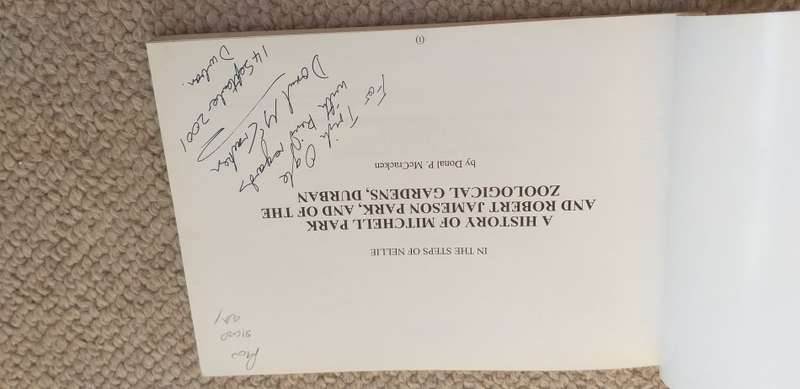 IN THE STEPS OF NELLIE
A HISTORY OF MITCHELL PARK
AND ROBERT JAMESON PARK, AND OF THE
ZOOLOGICAL GARDENS, DURBAN
by Donal P. McCracken
For Trish Ogle
with kind regards
Donal McCracken
14 September 2001
Durban.
(i)